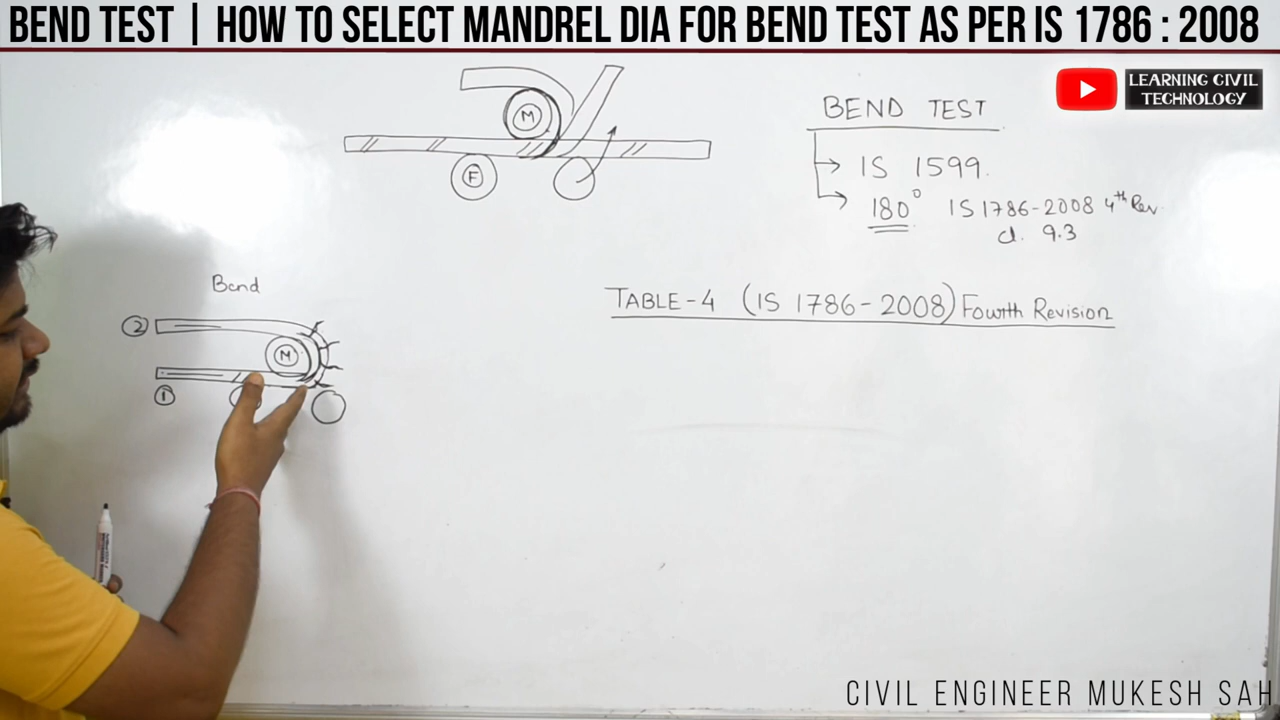 BEND TEST | HOW TO SELECT MANDREL DIA FOR BEND TEST AS PER IS 1786 : 2008
LEARNING CIVIL
TECHNOLOGY
M
F
BEND TEST
IS 1599.
180° IS 1786-2008 4th Rev.
cl. 9.3
Bend
2
M
1
TABLE-4 (IS 1786-2008) Fourth Revision
CIVIL ENGINEER MUKESH SAH